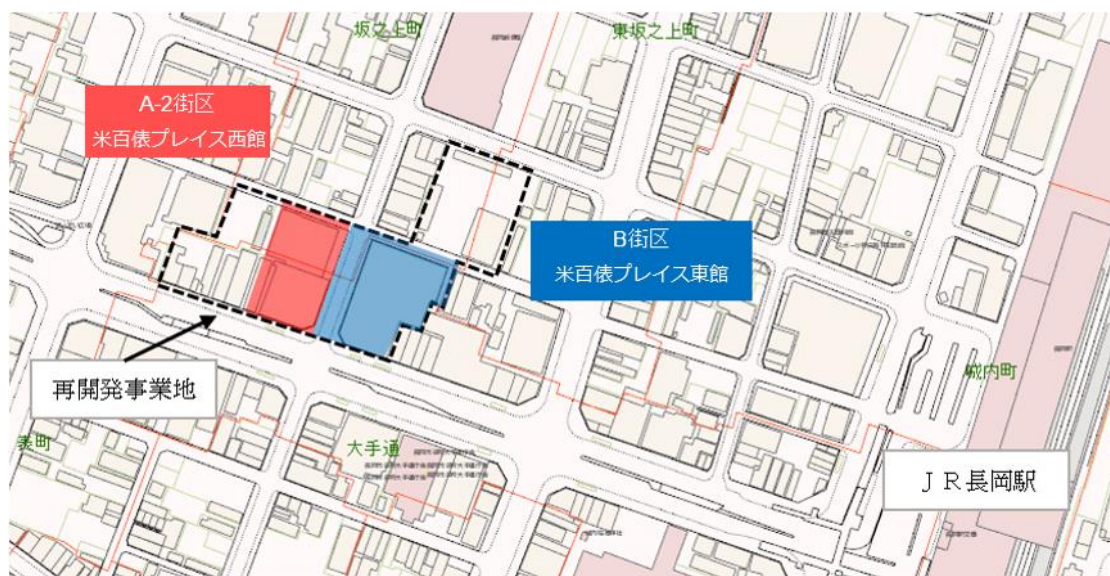 坂之上町
東坂之上町
A-2街区
米百俵プレイス西館
B街区
米百俵プレイス東館
再開発事業地
城内町
表町
大手通
ＪＲ長岡駅